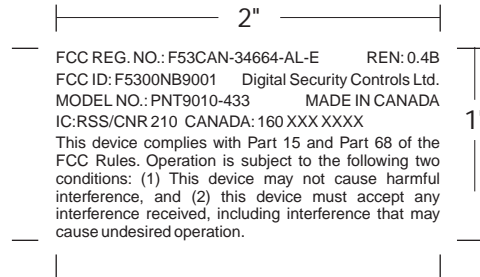 2"
FCC REG. NO.: F53CAN-34664-AL-E REN: 0.4B
FCC ID: F5300NB9001 Digital Security Controls Ltd.
MODEL NO.: PNT9010-433 MADE IN CANADA
IC:RSS/CNR 210 CANADA: 160 XXX XXXX
1"
This device complies with Part 15 and Part 68 of the
FCC Rules. Operation is subject to the following two
conditions: (1) This device may not cause harmful
interference, and (2) this device must accept any
interference received, including interference that may
cause undesired operation.